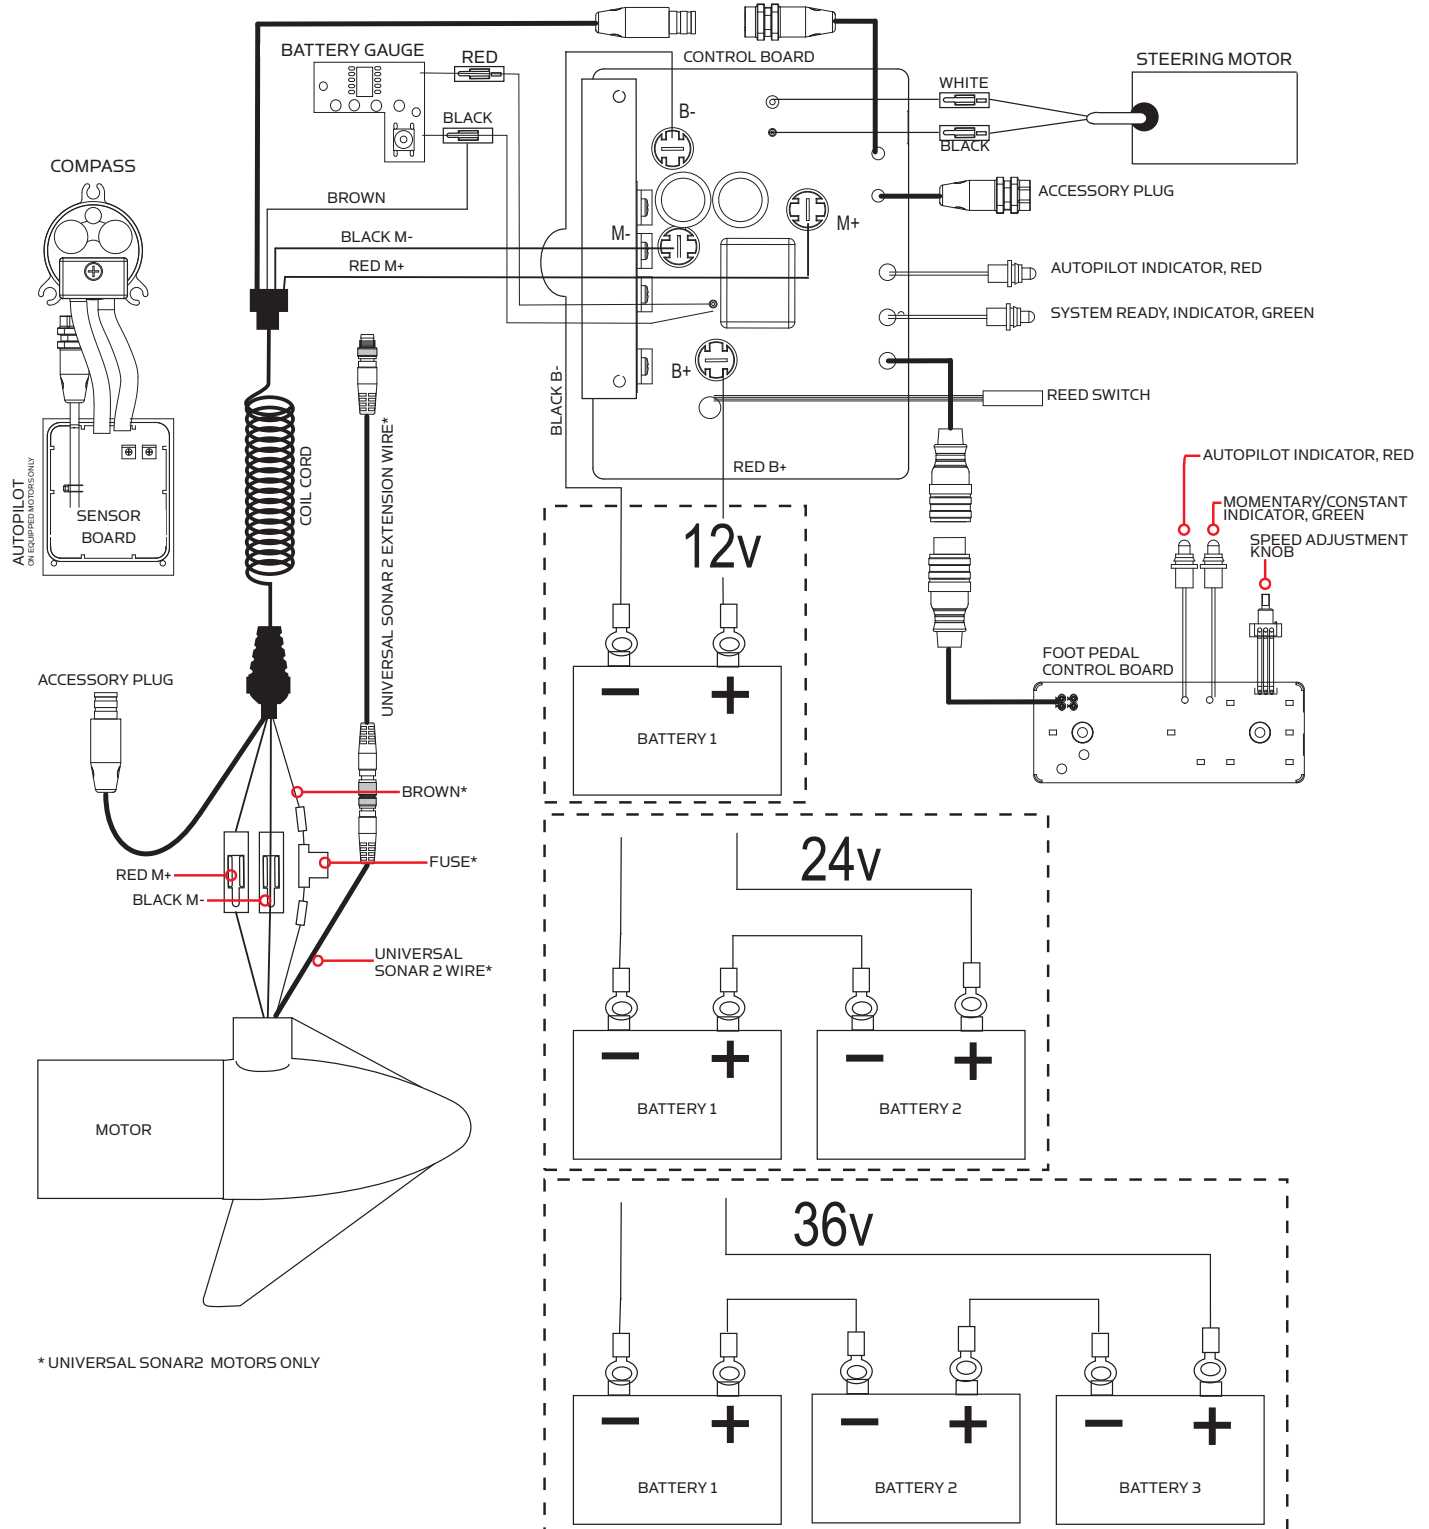 BATTERY GAUGE
RED
BLACK
CONTROL BOARD
STEERING MOTOR
WHITE
BLACK
B-
COMPASS
ACCESSORY PLUG
BROWN
M+
M-
BLACK M-
RED M+
AUTOPILOT INDICATOR, RED
SYSTEM READY, INDICATOR, GREEN
B+
BLACK B-
REED SWITCH
RED B+
UNIVERSAL SONAR 2 EXTENSION WIRE*
COIL CORD
AUTOPILOT
ON EQUIPPED MOTORS ONLY
SENSOR
BOARD
AUTOPILOT INDICATOR, RED
MOMENTARY/CONSTANT
INDICATOR, GREEN
SPEED ADJUSTMENT
KNOB
12v
FOOT PEDAL
CONTROL BOARD
ACCESSORY PLUG
BATTERY 1
BROWN*
FUSE*
RED M+
BLACK M-
24v
UNIVERSAL
SONAR 2 WIRE*
BATTERY 1
BATTERY 2
MOTOR
36v
* UNIVERSAL SONAR2 MOTORS ONLY
BATTERY 1
BATTERY 2
BATTERY 3